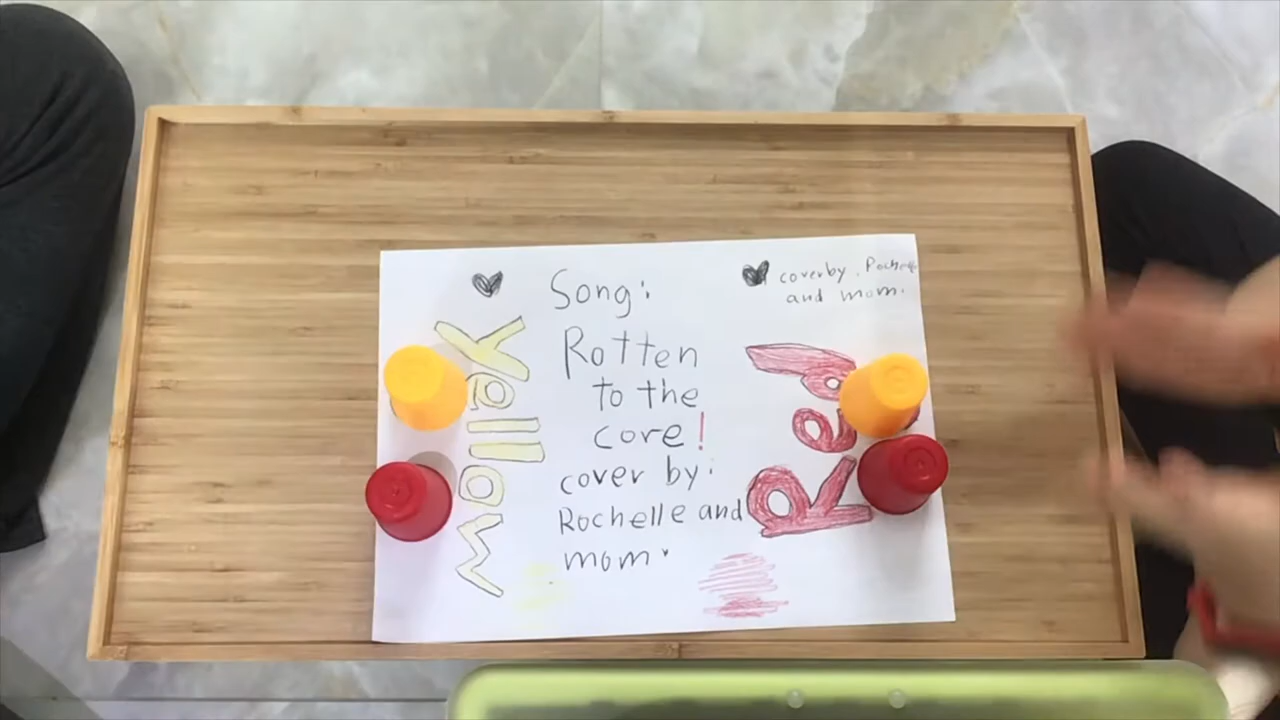 Song:
Rotten
to the
core!
cover by:
Rochelle and
mom.
Yellow
Red
cover by. Rochelle
and mom.